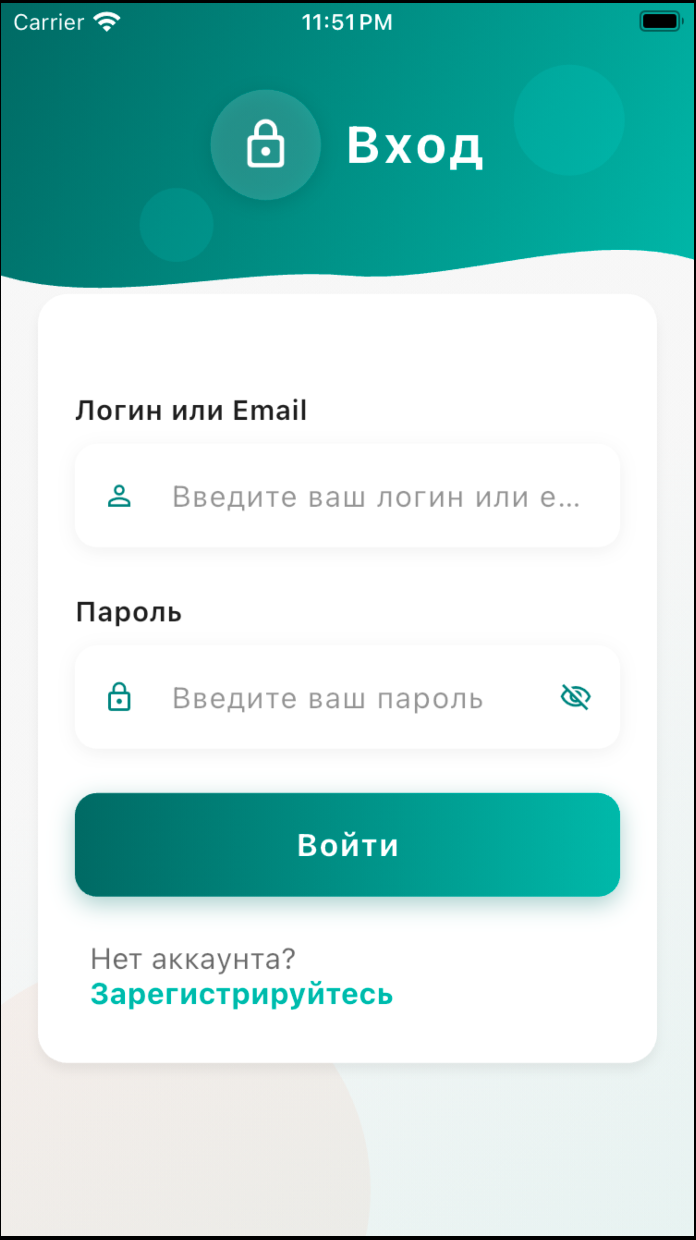 Carrier 11:51 PM
Вход
Логин или Email
Введите ваш логин или е...
Пароль
Введите ваш пароль
Войти
Нет аккаунта?
Зарегистрируйтесь